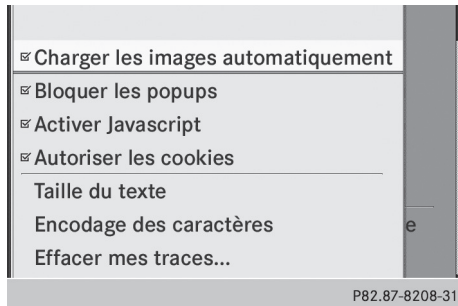 Charger les images automatiquement
Bloquer les popups
Activer Javascript
Autoriser les cookies
Taille du texte
Encodage des caractères
e
Effacer mes traces...
P82.87-8208-31